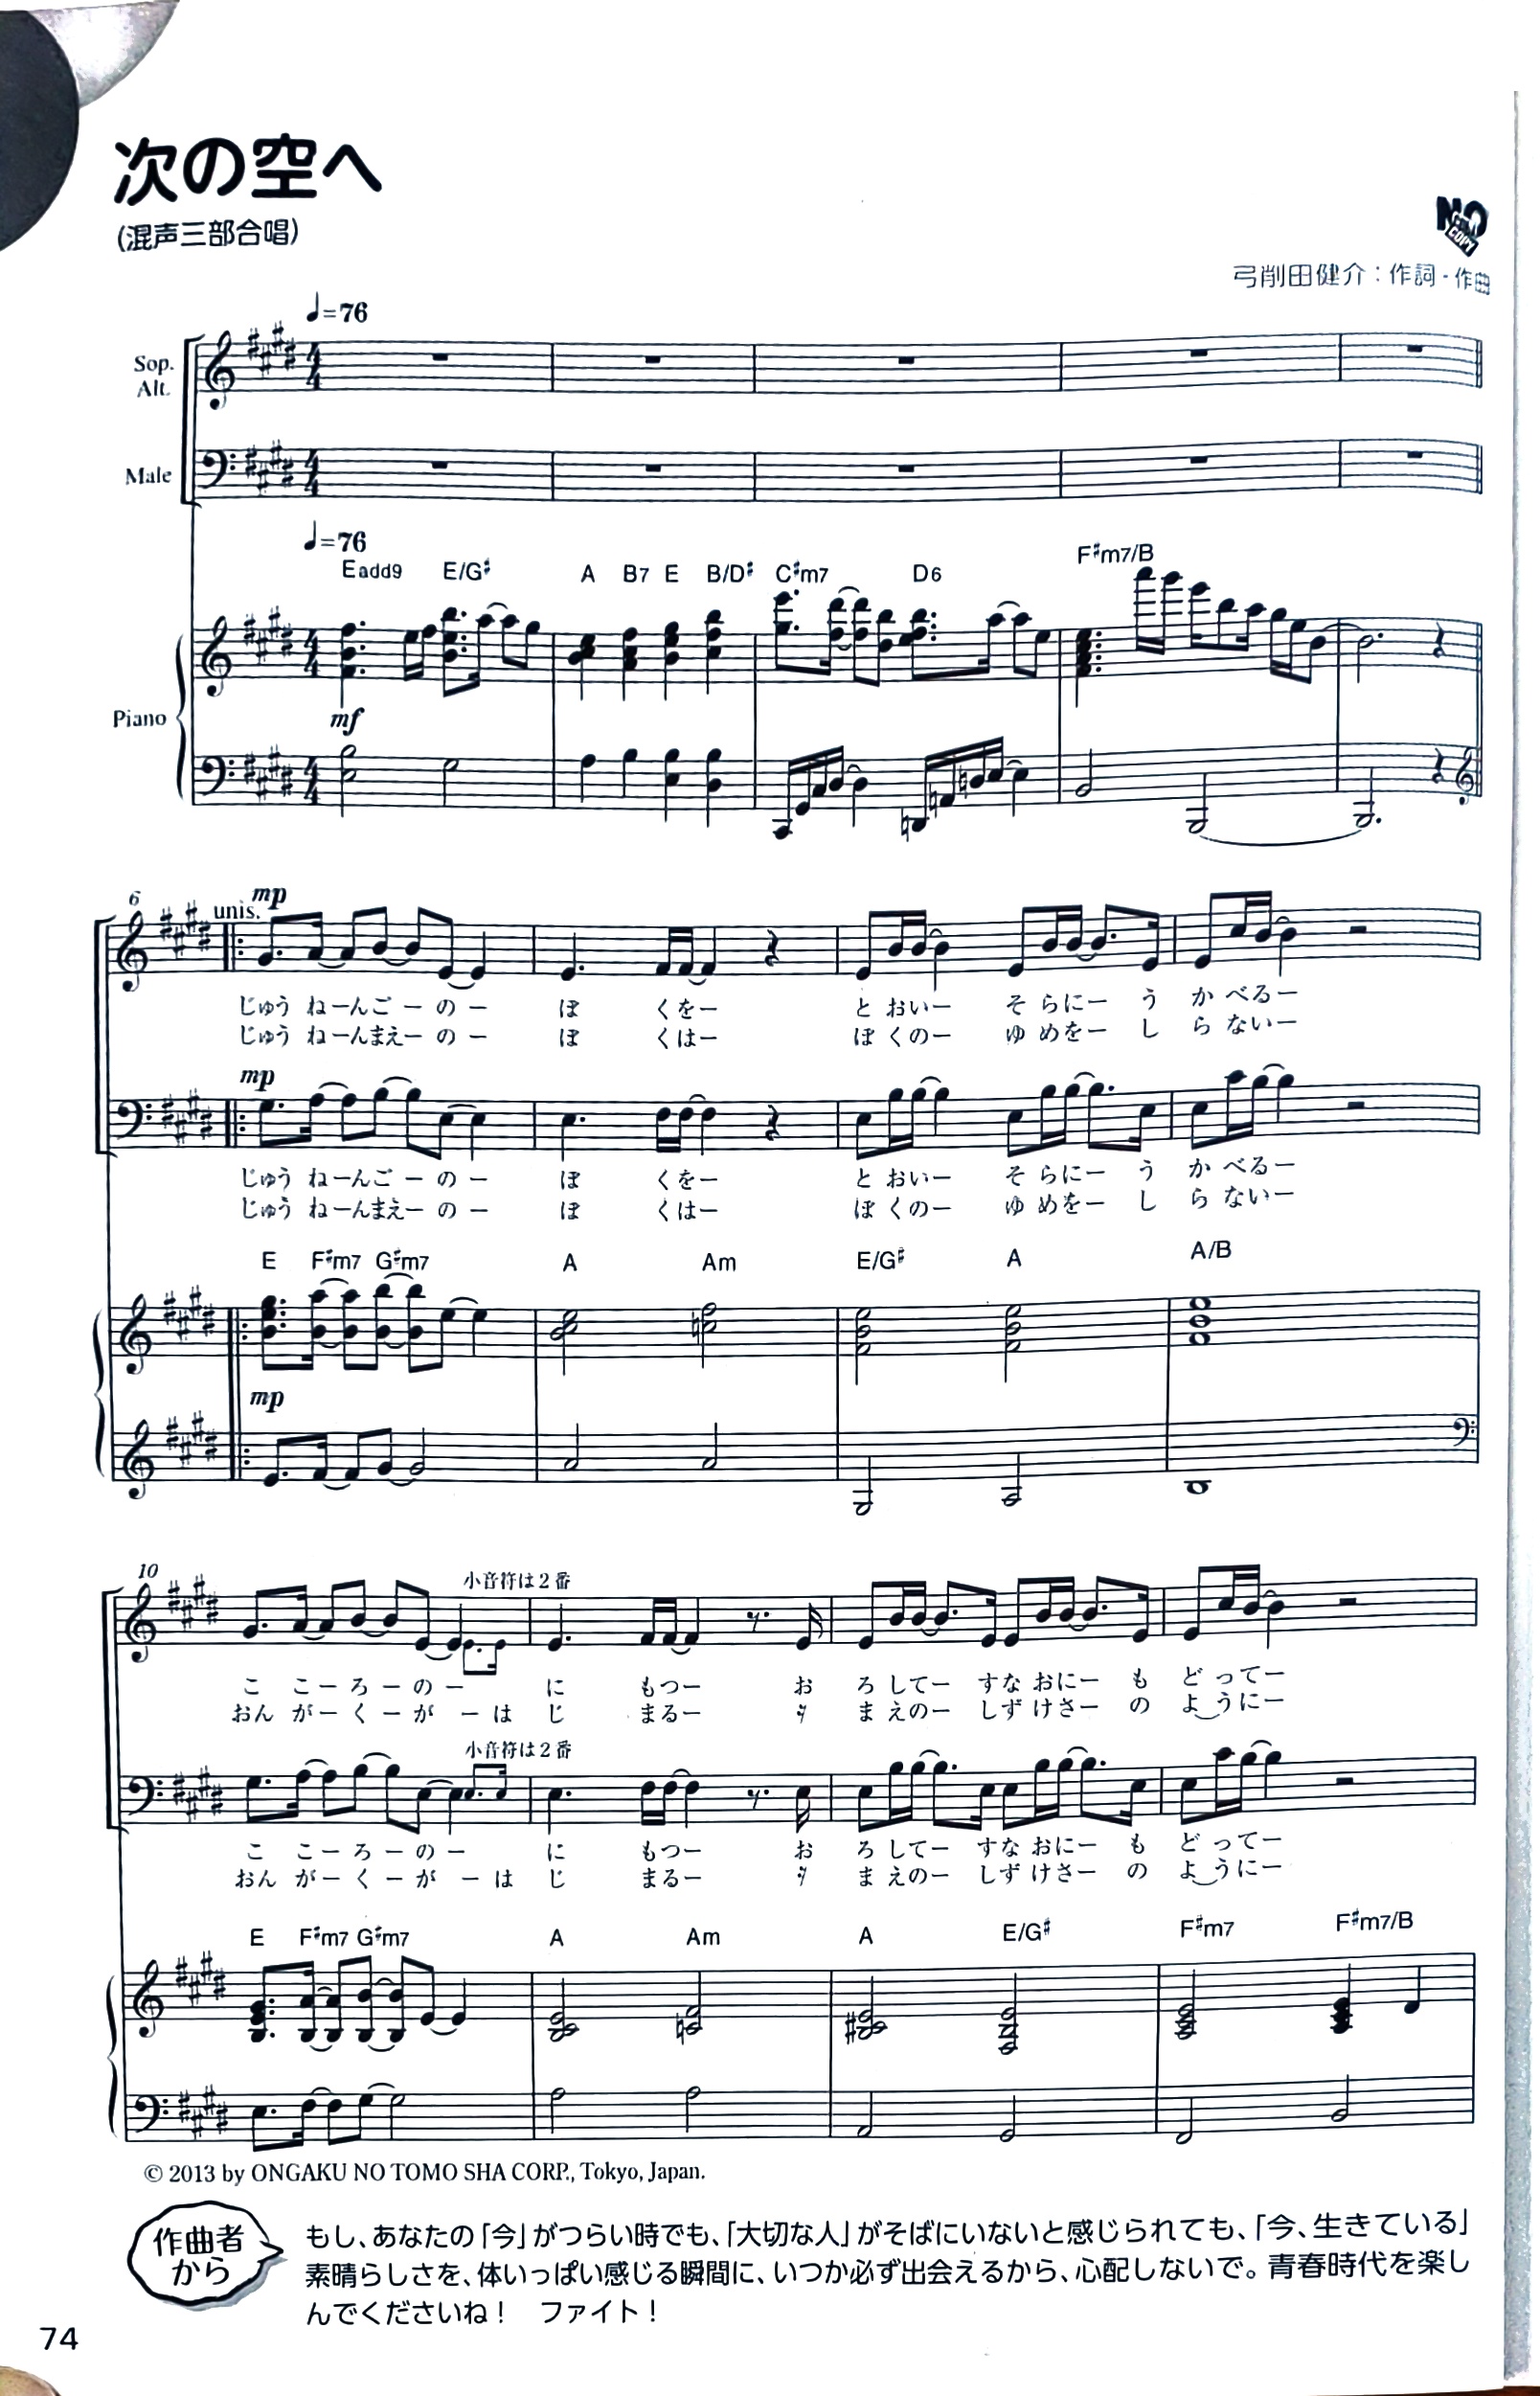 次の空へ
(混声三部合唱)
NO COPY
弓削田健介：作詞・作曲
♩=76
Sop.
Alt.
Male
♩=76
Eadd9 E/G♯ A B7 E B/D♯ C♯m7 D6 F♯m7/B
Piano
mf
6
unis. mp
じゅう ねーんご ー の ー ぼ くをー と おいー そ らにー う か べるー
じゅう ねーんまえー の ー ぼ くはー ぼ くのー ゆ めをー し ら ないー
mp
じゅう ねーんご ー の ー ぼ くをー と おいー そ らにー う か べるー
じゅう ねーんまえー の ー ぼ くはー ぼ くのー ゆ めをー し ら ないー
E F♯m7 G♯m7 A Am E/G♯ A A/B
mp
10
小音符は2番
こ こー ろ ー の ー に もつー お ろ してー すな おにー も ど ってー
おん がー く ー が ー は じ まるー ま えのー しず けさー の よ うにー
小音符は2番
こ こー ろ ー の ー に もつー お ろ してー すな おにー も ど ってー
おん がー く ー が ー は じ まるー ま えのー しず けさー の よ うにー
E F♯m7 G♯m7 A Am A E/G♯ F♯m7 F♯m7/B
© 2013 by ONGAKU NO TOMO SHA CORP., Tokyo, Japan.
作曲者
から
もし、あなたの「今」がつらい時でも、「大切な人」がそばにいないと感じられても、「今、生きている」
素晴らしさを、体いっぱい感じる瞬間に、いつか必ず出会えるから、心配しないで。青春時代を楽し
んでくださいね！　ファイト！
74